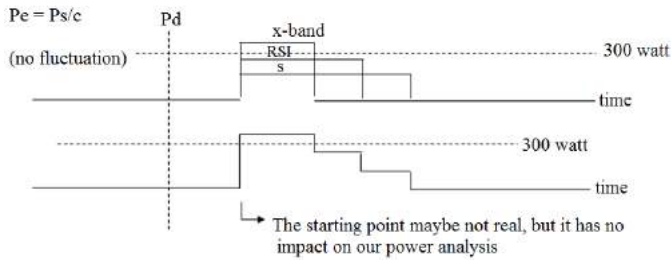 Pe = Ps/c
Pd
x-band
(no fluctuation)
RSI
300 watt
s
time
300 watt
time
The starting point maybe not real, but it has no
impact on our power analysis